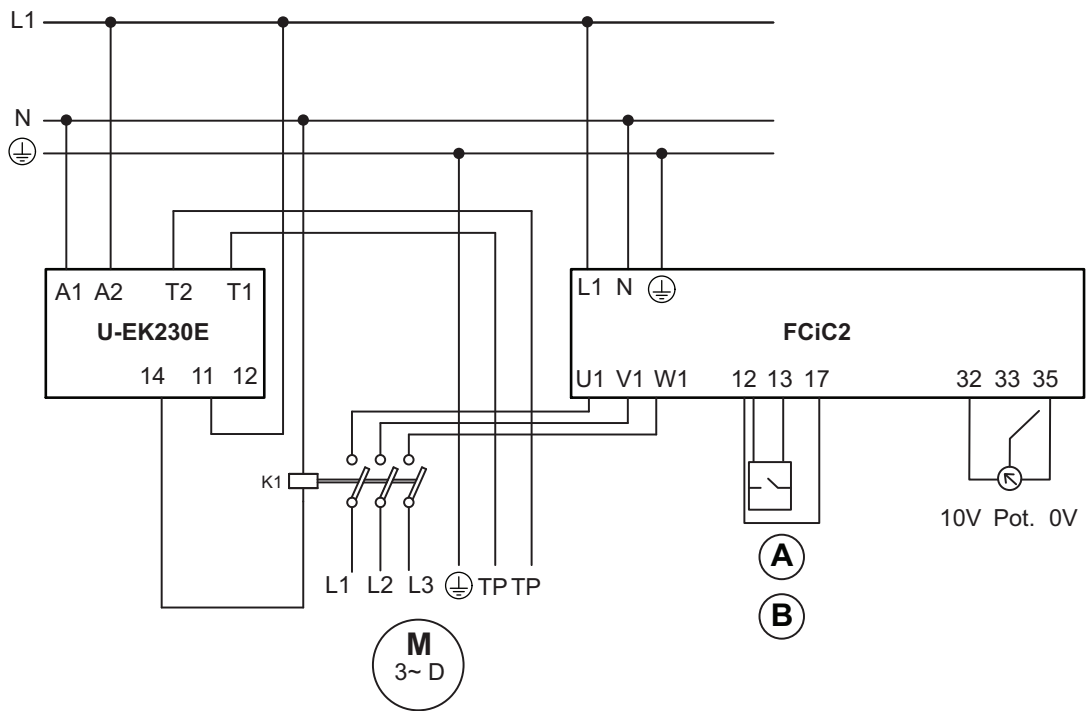 L1
N
A1 A2 T2 T1
U-EK230E
14 11 12
L1 N
FCiC2
U1 V1 W1 12 13 17 32 33 35
K1
10V Pot. 0V
L1 L2 L3 TP TP
A
B
M
3~ D